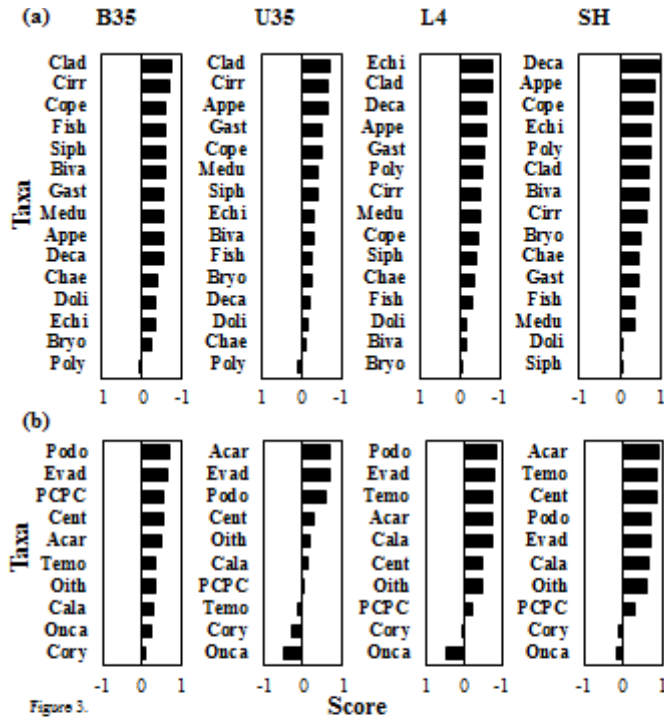 (a) B35 U35 L4 SH
Taxa
Clad Clad Echi Deca
Cirr Cirr Clad Appe
Cope Appe Deca Cope
Fish Gast Appe Echi
Siph Cope Gast Poly
Biva Medu Poly Clad
Gast Siph Cirr Biva
Medu Echi Medu Cirr
Appe Biva Cope Bryo
Deca Fish Siph Chae
Chae Bryo Chae Gast
Doli Deca Fish Fish
Echi Doli Doli Medu
Bryo Chae Biva Doli
Poly Poly Bryo Siph
1 0 -1 1 0 -1 1 0 -1 -1 0 1
(b)
Taxa
Podo Acar Podo Acar
Evad Evad Evad Temo
PCPC Podo Temo Cent
Cent Cent Acar Podo
Acar Oith Cala Evad
Temo Cala Cent Cala
Oith PCPC Oith Oith
Cala Temo PCPC PCPC
Onca Cory Cory Cory
Cory Onca Onca Onca
-1 0 1 -1 0 1 1 0 -1 -1 0 1
Figure 3. Score